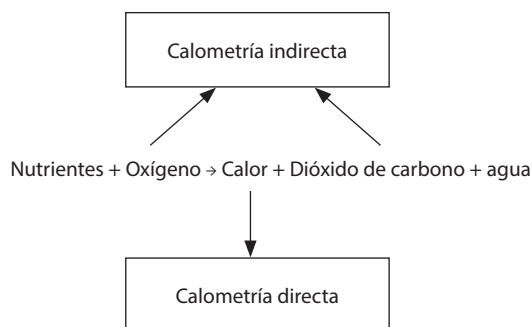 Calometría indirecta
Nutrientes + Oxígeno → Calor + Dióxido de carbono + agua
Calometría directa